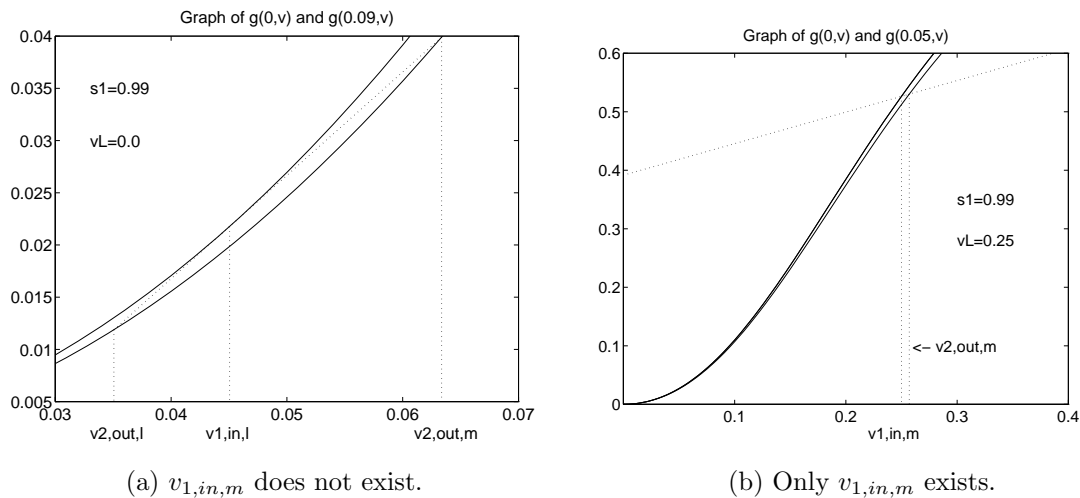 Graph of g(0,v) and g(0.09,v)
0.04
0.035
0.03
0.025
0.02
0.015
0.01
0.005
s1=0.99
vL=0.0
0.03 0.04 0.05 0.06 0.07
v2,out,l v1,in,l v2,out,m
(a) v1,in,m does not exist.
Graph of g(0,v) and g(0.05,v)
0.6
0.5
0.4
0.3
0.2
0.1
0
s1=0.99
vL=0.25
<− v2,out,m
0.1 0.2 0.3 0.4
v1,in,m
(b) Only v1,in,m exists.